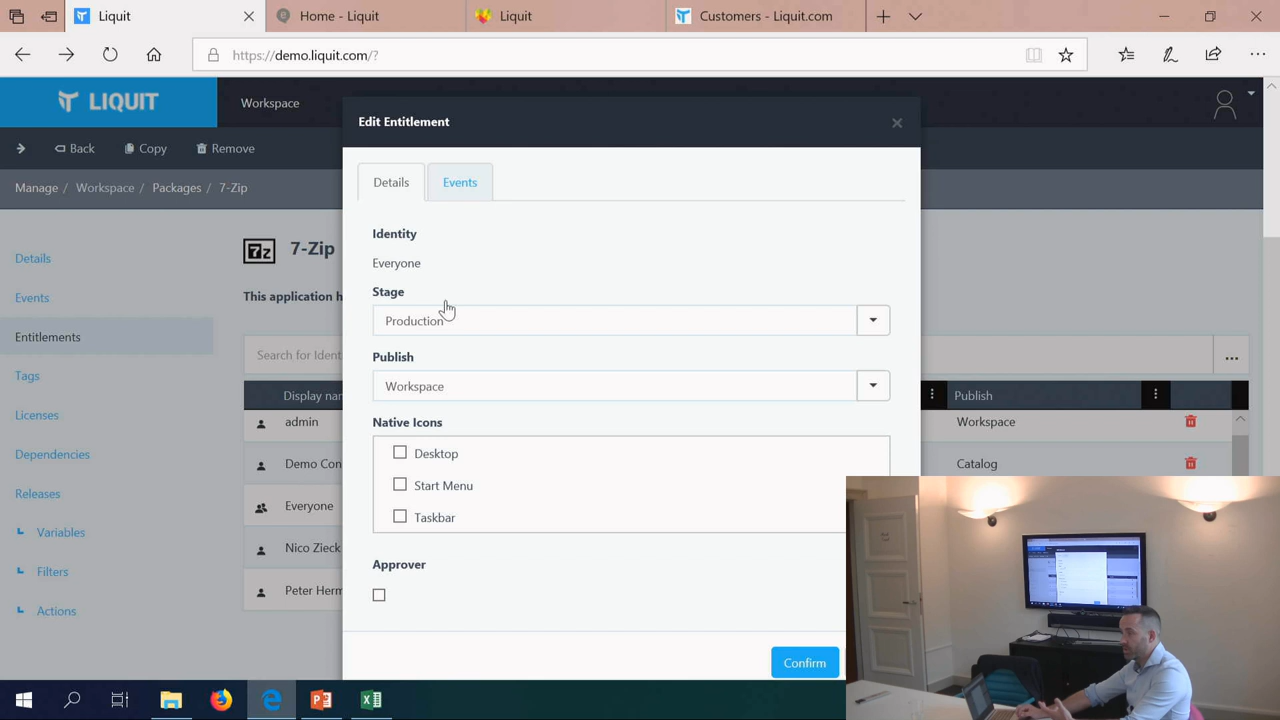 Liquit
Home - Liquit
Liquit
Customers - Liquit.com
https://demo.liquit.com/?
LIQUIT
Workspace
Back
Copy
Remove
Manage / Workspace / Packages / 7-Zip
Edit Entitlement
Details
Events
Identity
Everyone
Stage
Production
Publish
Workspace
Native Icons
Desktop
Start Menu
Taskbar
Approver
Confirm
Details
Events
Entitlements
Tags
Licenses
Dependencies
Releases
Variables
Filters
Actions
7z
7-Zip
This application h
Search for Ident
...
Display na
Publish
admin
Workspace
Demo Con
Catalog
Everyone
Nico Zieck
Peter Herm